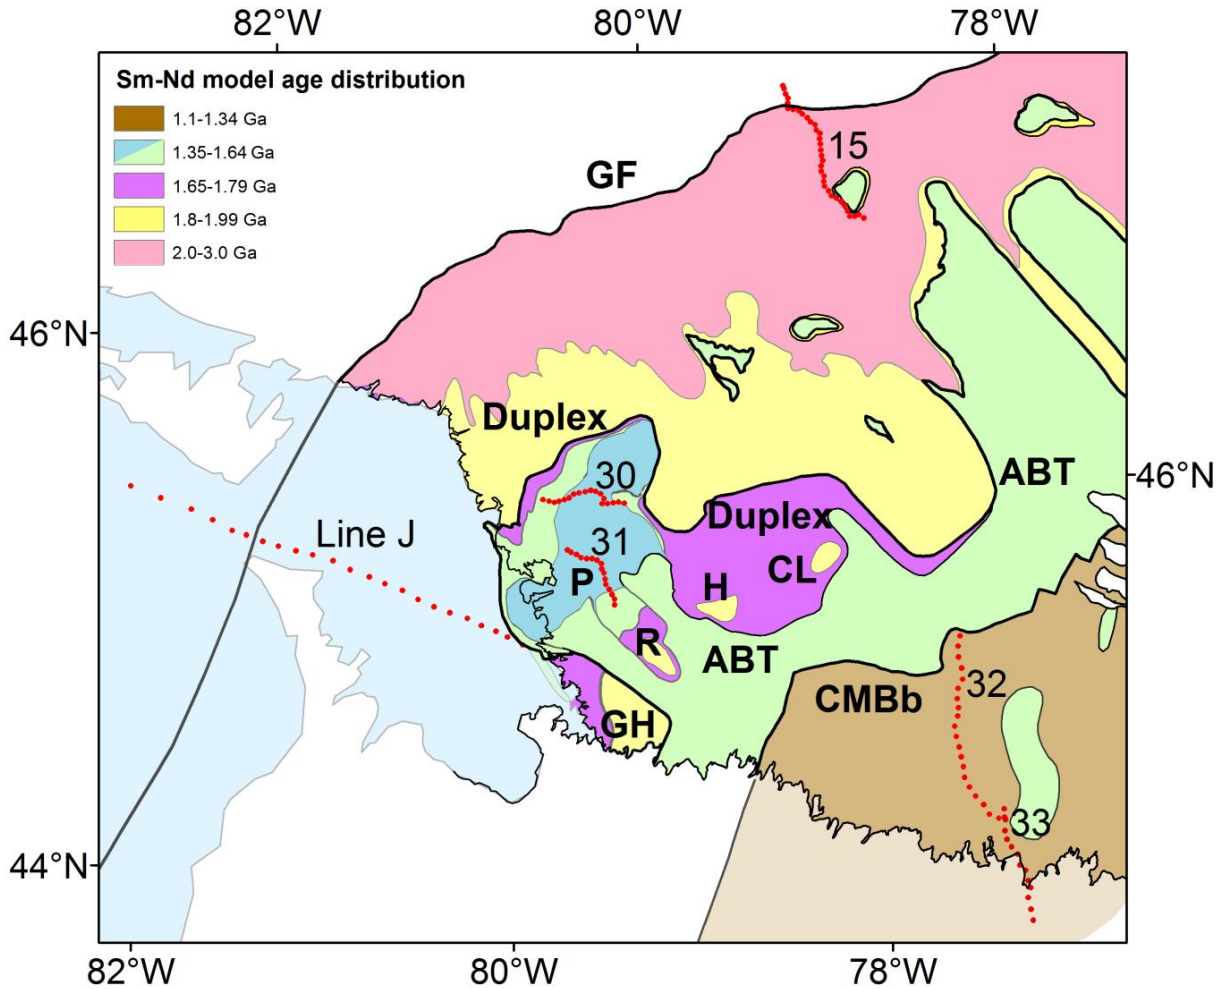 82°W 80°W 78°W
Sm-Nd model age distribution
1.1-1.34 Ga
1.35-1.64 Ga
1.65-1.79 Ga
1.8-1.99 Ga
2.0-3.0 Ga
15
GF
46°N
Duplex
30
ABT
46°N
Duplex
Line J
31
CL
P
H
R
ABT
32
CMBb
GH
33
44°N
82°W 80°W 78°W